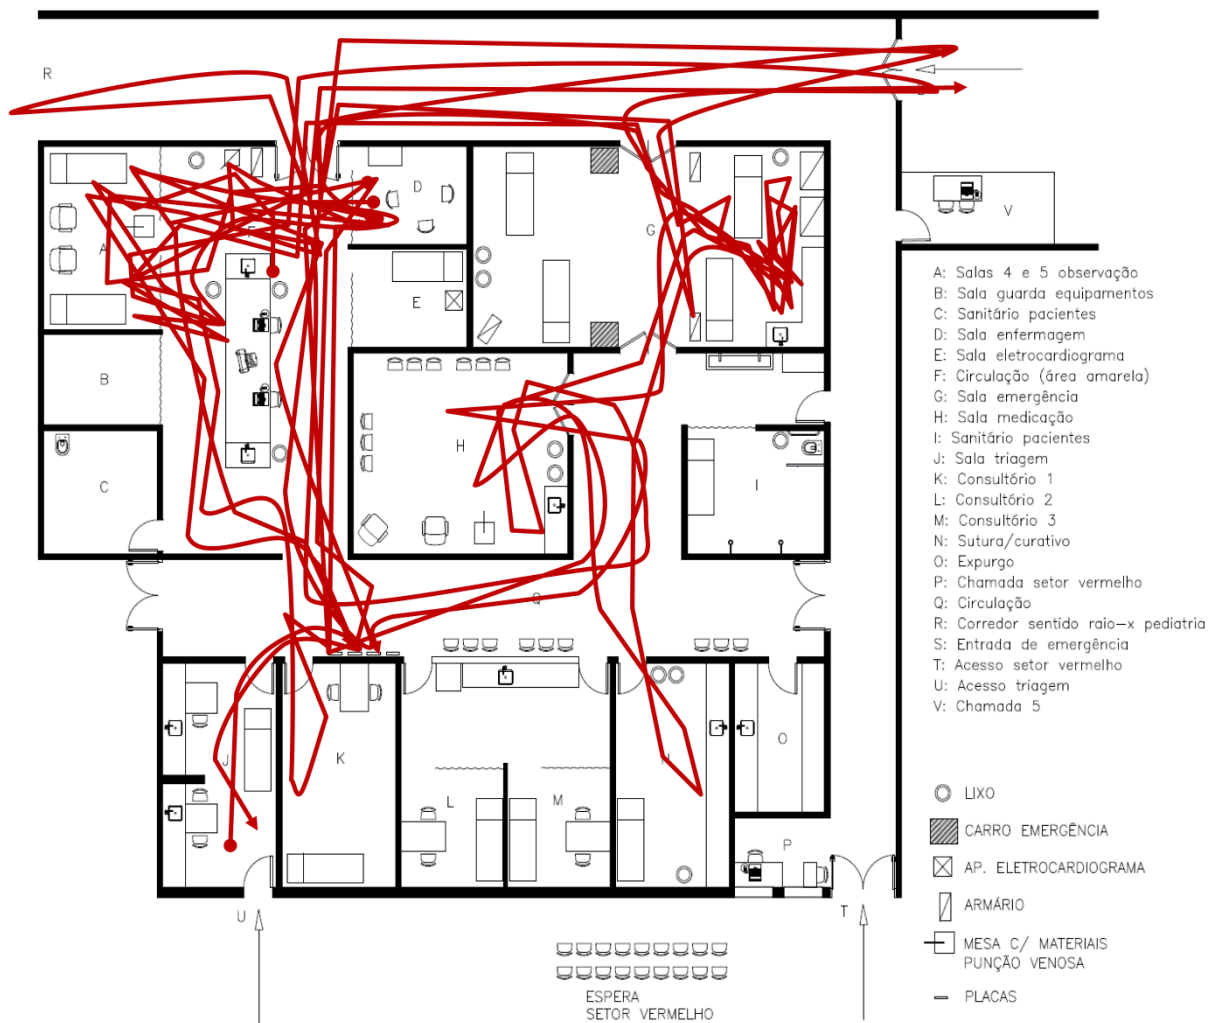 R
D
V
A
F
G
E
B
H
C
I
Q
J
K
L
M
N
O
P
U
T
S
A: Salas 4 e 5 observação
B: Sala guarda equipamentos
C: Sanitário pacientes
D: Sala enfermagem
E: Sala eletrocardiograma
F: Circulação (área amarela)
G: Sala emergência
H: Sala medicação
I: Sanitário pacientes
J: Sala triagem
K: Consultório 1
L: Consultório 2
M: Consultório 3
N: Sutura/curativo
O: Expurgo
P: Chamada setor vermelho
Q: Circulação
R: Corredor sentido raio-x pediatria
S: Entrada de emergência
T: Acesso setor vermelho
U: Acesso triagem
V: Chamada 5
LIXO
CARRO EMERGÊNCIA
AP. ELETROCARDIOGRAMA
ARMÁRIO
MESA C/ MATERIAIS
PUNÇÃO VENOSA
PLACAS
ESPERA
SETOR VERMELHO